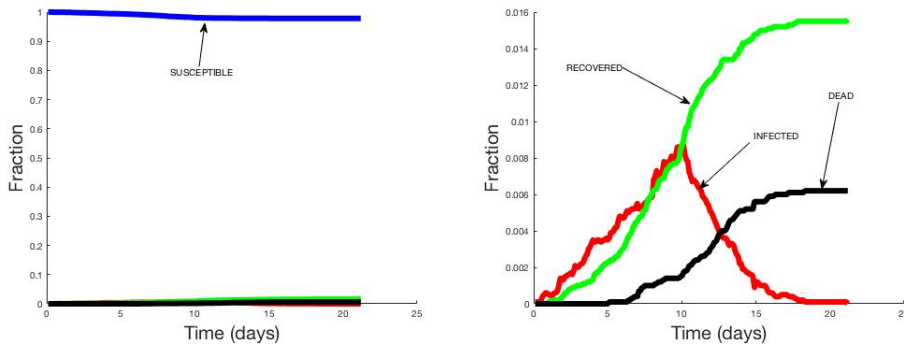 1
0.9
0.8
0.7
0.6
0.5
0.4
0.3
0.2
0.1
0
SUSCEPTIBLE
Fraction
0 5 10 15 20 25
Time (days)
0.016
0.014
0.012
0.01
0.008
0.006
0.004
0.002
0
RECOVERED
DEAD
INFECTED
Fraction
0 5 10 15 20 25
Time (days)